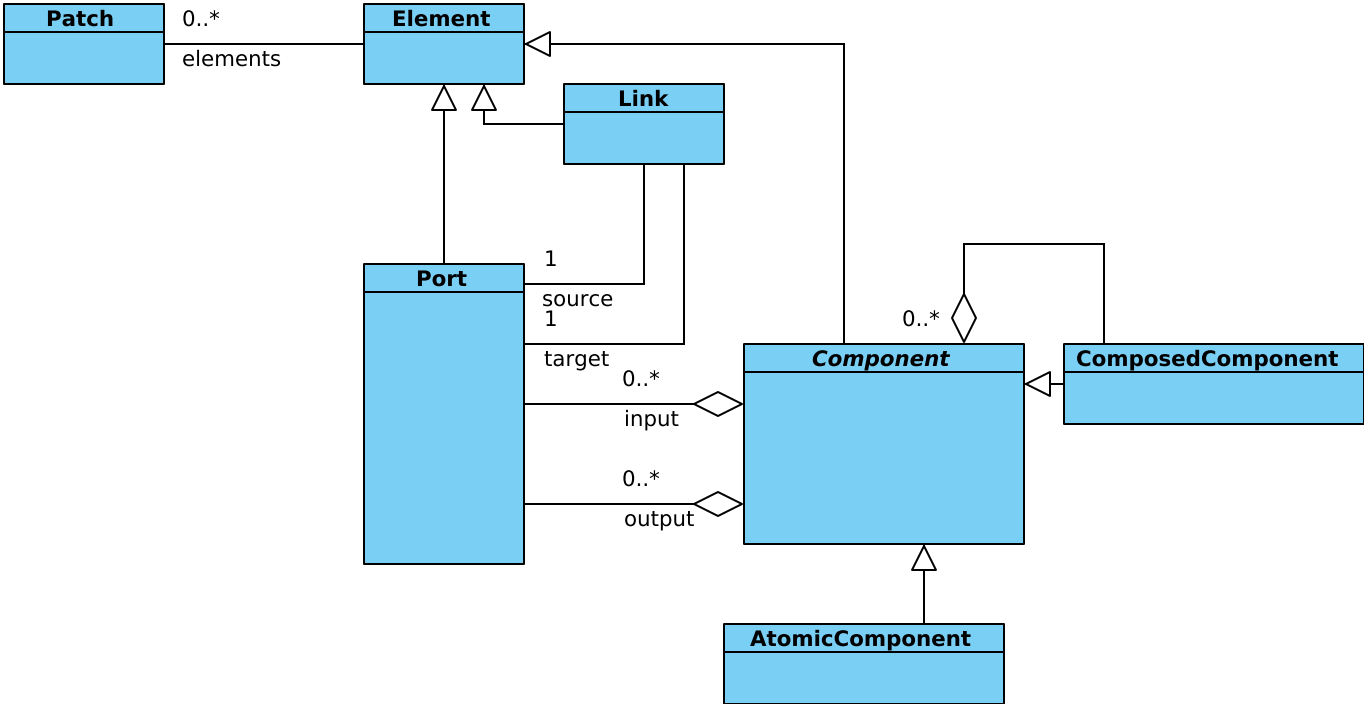 Patch
0..*
Element
elements
Link
1
Port
source
1
0..*
target
Component
ComposedComponent
0..*
input
0..*
output
AtomicComponent